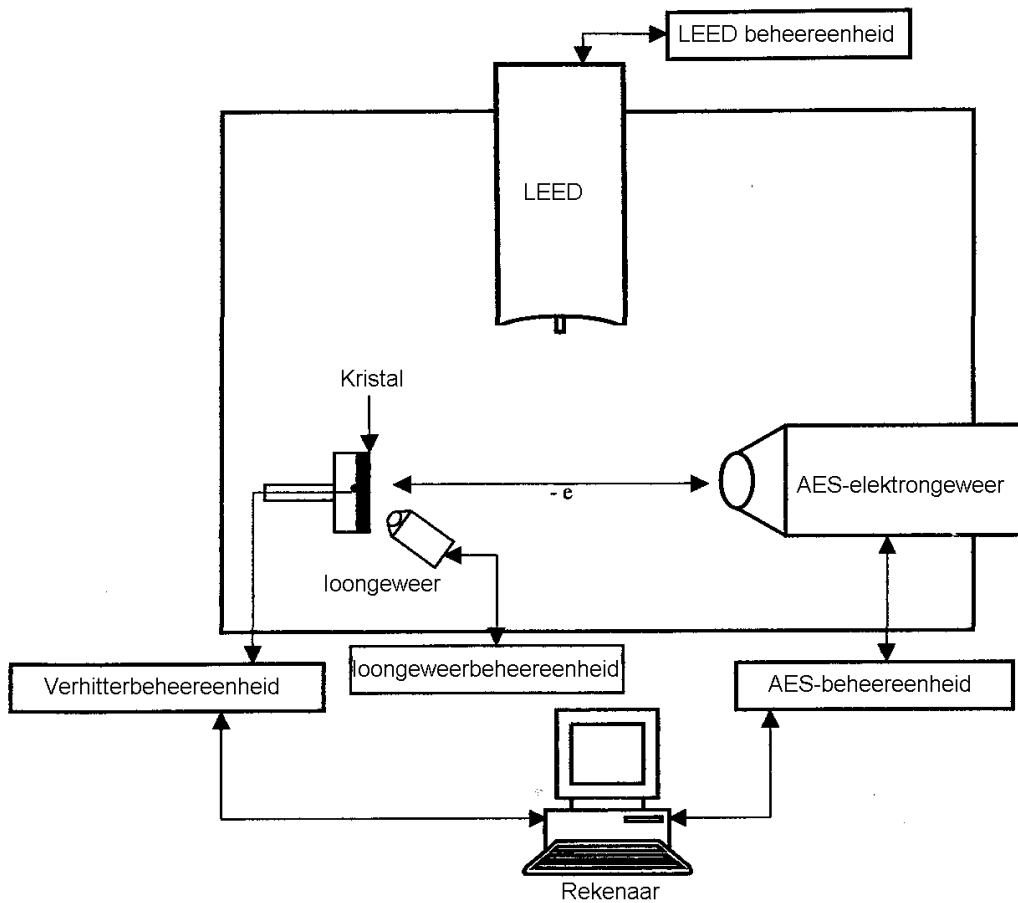 LEED beheereenheid
LEED
Kristal
- e
AES-elektrongeweer
Ioongeweer
Ioongeweerbeheereenheid
Verhitterbeheereenheid
AES-beheereenheid
Rekenaar